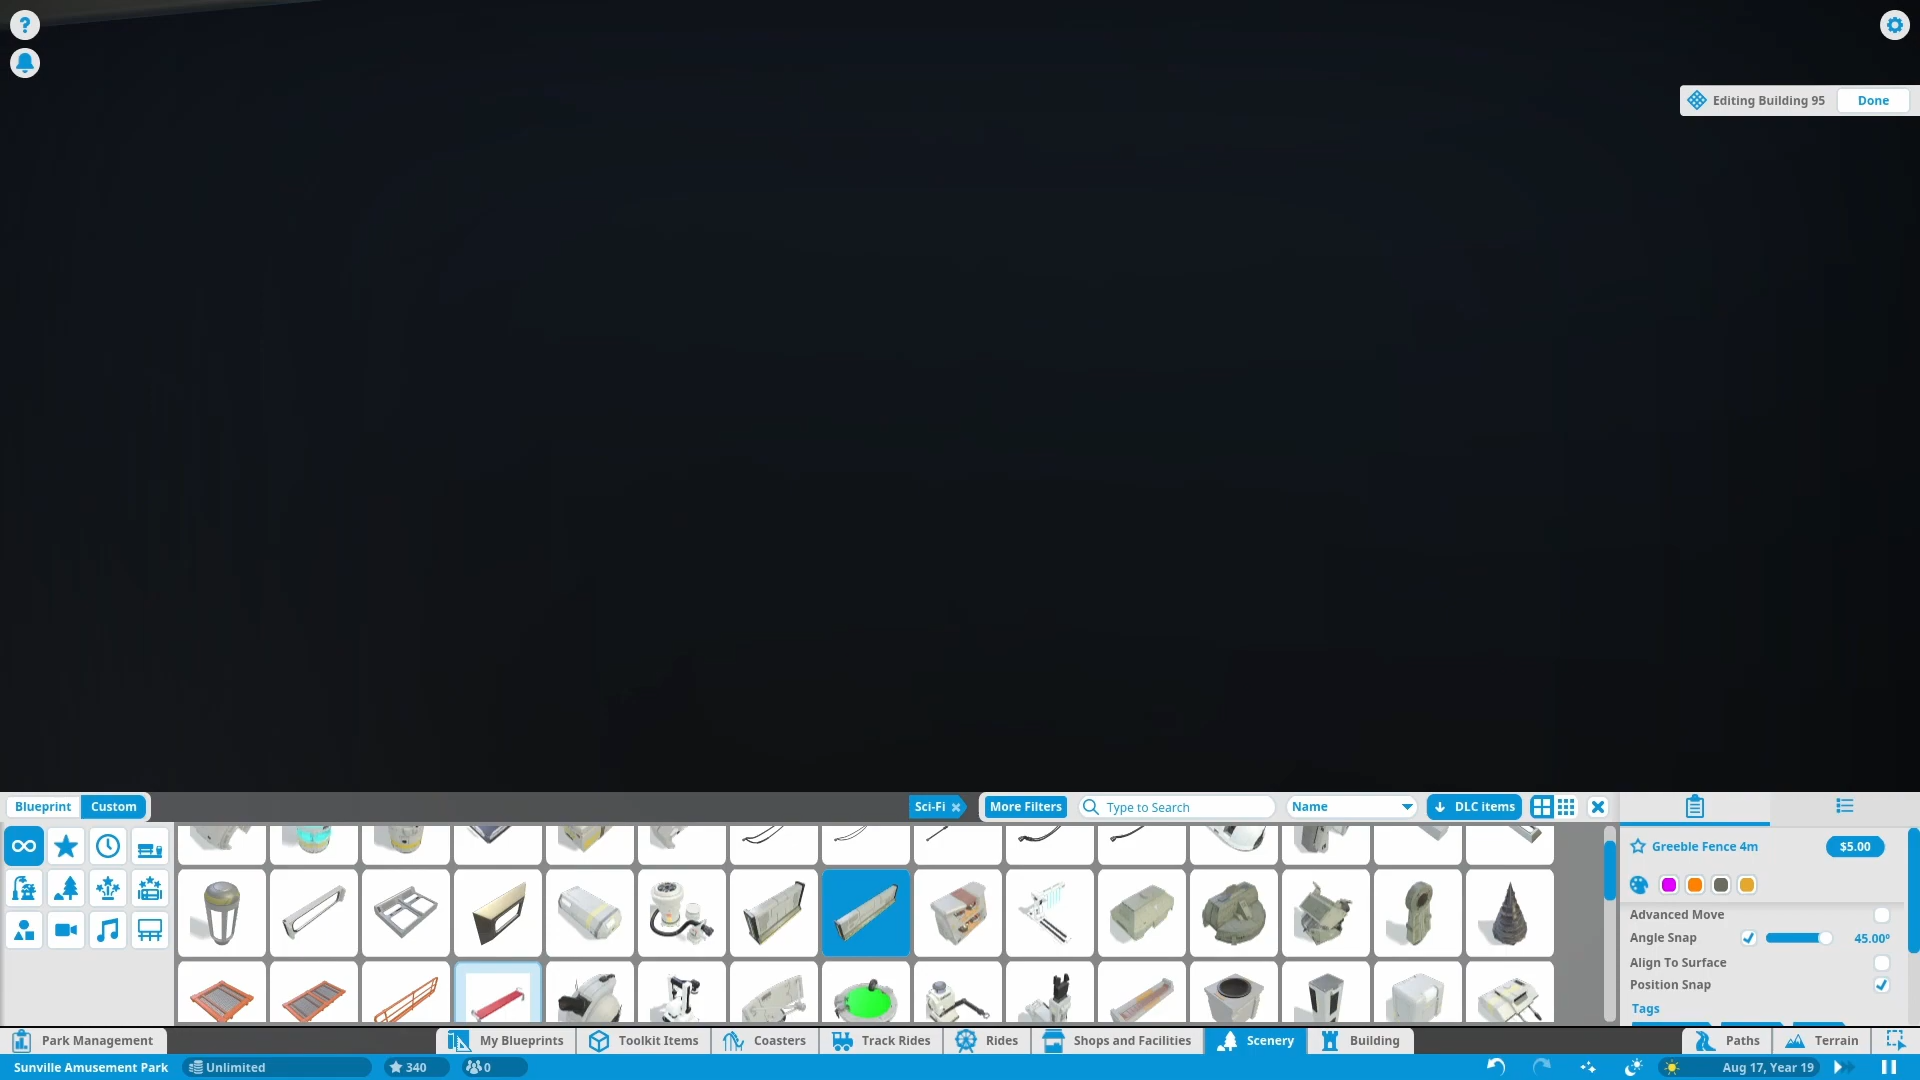 ?
Editing Building 95
Done
Blueprint
Custom
Sci-Fi
More Filters
Type to Search
Name
DLC items
Greeble Fence 4m
$5.00
Advanced Move
Angle Snap
45.00°
Align To Surface
Position Snap
Tags
Park Management
My Blueprints
Toolkit Items
Coasters
Track Rides
Rides
Shops and Facilities
Scenery
Building
Paths
Terrain
Sunville Amusement Park
Unlimited
340
0
Aug 17, Year 19